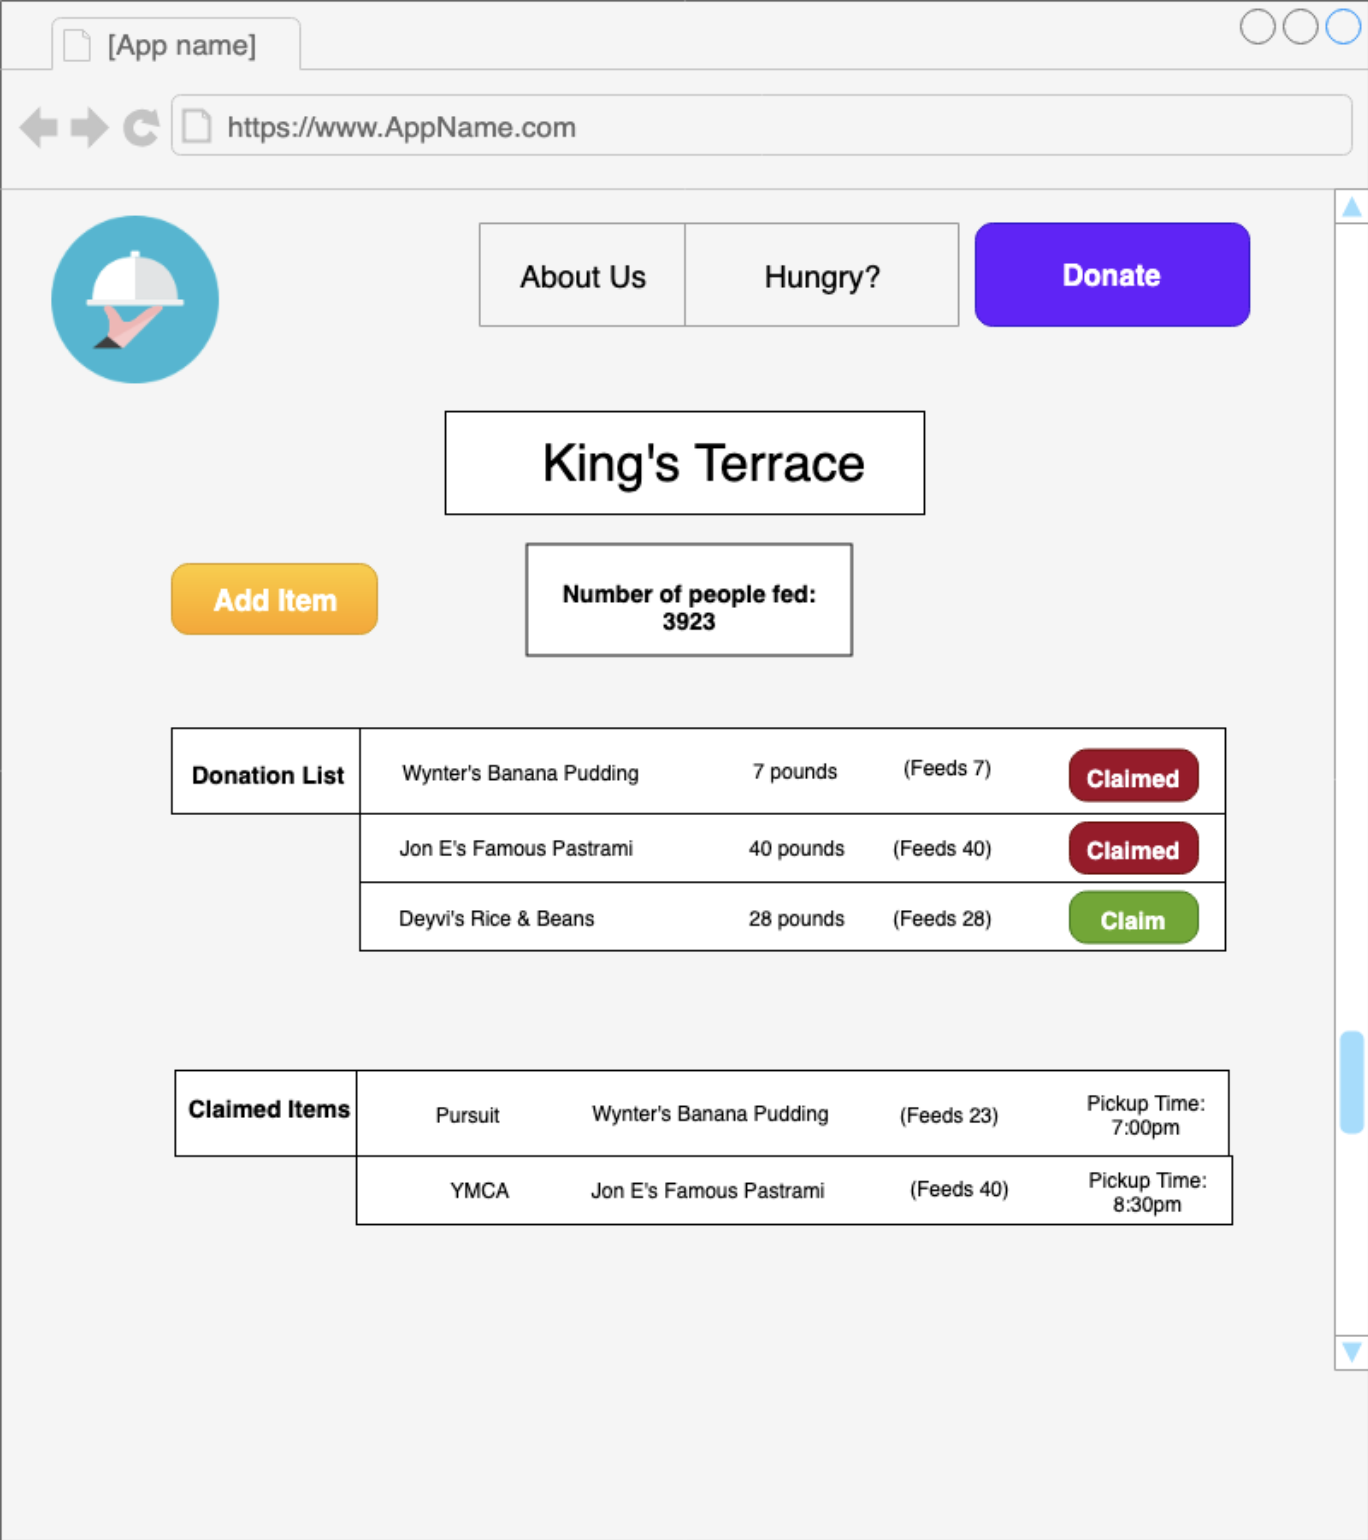 [App name]
https://www.AppName.com
About Us
Hungry?
Donate
King's Terrace
Add Item
Number of people fed:
3923
Donation List
Wynter's Banana Pudding 7 pounds (Feeds 7) Claimed
Jon E's Famous Pastrami 40 pounds (Feeds 40) Claimed
Deyvi's Rice & Beans 28 pounds (Feeds 28) Claim
Claimed Items
Pursuit Wynter's Banana Pudding (Feeds 23) Pickup Time:
7:00pm
YMCA Jon E's Famous Pastrami (Feeds 40) Pickup Time:
8:30pm